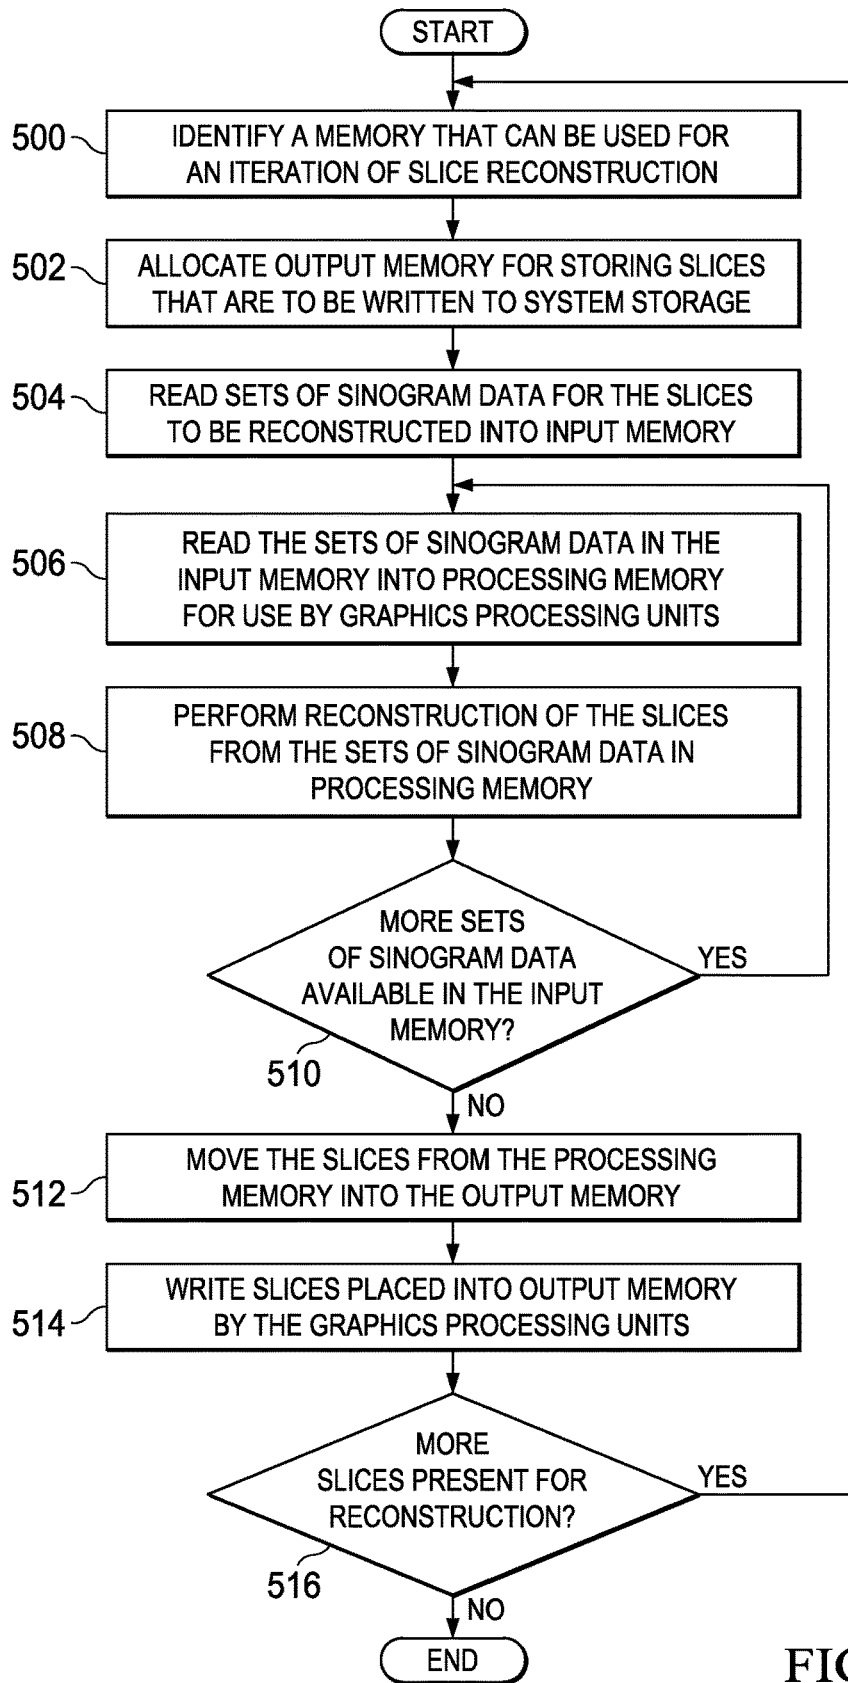 START
500
IDENTIFY A MEMORY THAT CAN BE USED FOR
AN ITERATION OF SLICE RECONSTRUCTION
502
ALLOCATE OUTPUT MEMORY FOR STORING SLICES
THAT ARE TO BE WRITTEN TO SYSTEM STORAGE
504
READ SETS OF SINOGRAM DATA FOR THE SLICES
TO BE RECONSTRUCTED INTO INPUT MEMORY
506
READ THE SETS OF SINOGRAM DATA IN THE
INPUT MEMORY INTO PROCESSING MEMORY
FOR USE BY GRAPHICS PROCESSING UNITS
508
PERFORM RECONSTRUCTION OF THE SLICES
FROM THE SETS OF SINOGRAM DATA IN
PROCESSING MEMORY
MORE SETS
OF SINOGRAM DATA
AVAILABLE IN THE INPUT
MEMORY?
YES
510
NO
512
MOVE THE SLICES FROM THE PROCESSING
MEMORY INTO THE OUTPUT MEMORY
514
WRITE SLICES PLACED INTO OUTPUT MEMORY
BY THE GRAPHICS PROCESSING UNITS
MORE
SLICES PRESENT FOR
RECONSTRUCTION?
YES
516
NO
END